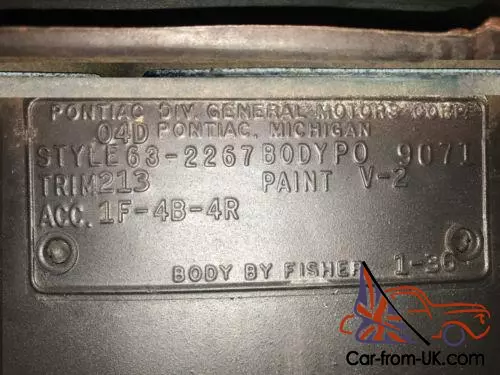 PONTIAC DIV. GENERAL MOTORS CORP.
04D PONTIAC, MICHIGAN
STYLE 63-2267 BODY PO 9071
TRIM 213 PAINT V-2
ACC. 1F-4B-4R
BODY BY FISHER 1-36
Car-from-UK.com